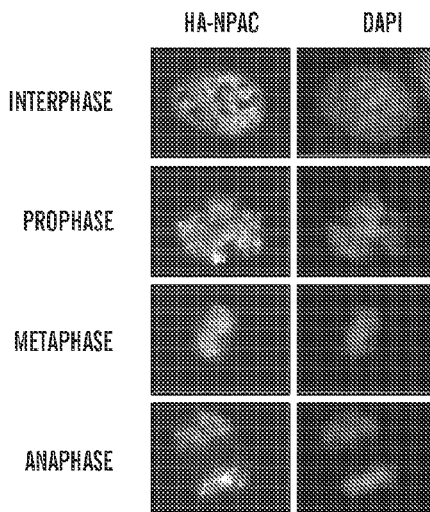 HA-NPAC DAPI
INTERPHASE
PROPHASE
METAPHASE
ANAPHASE